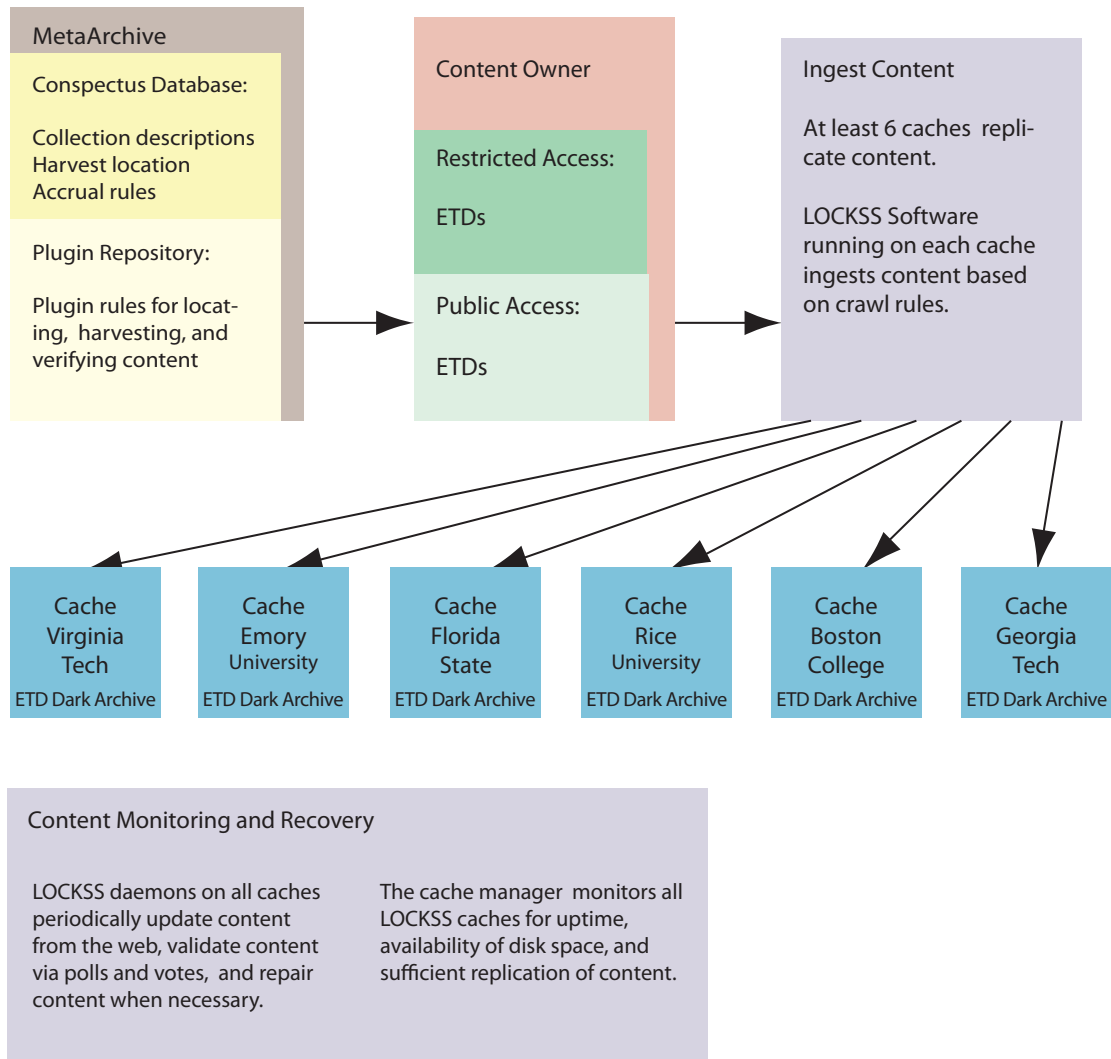 MetaArchive
Conspectus Database:
Collection descriptions
Harvest location
Accrual rules
Plugin Repository:
Plugin rules for locat-
ing, harvesting, and
verifying content
Content Owner
Restricted Access:
ETDs
Public Access:
ETDs
Ingest Content
At least 6 caches repli-
cate content.
LOCKSS Software
running on each cache
ingests content based
on crawl rules.
Cache
Virginia
Tech
ETD Dark Archive
Cache
Emory
University
ETD Dark Archive
Cache
Florida
State
ETD Dark Archive
Cache
Rice
University
ETD Dark Archive
Cache
Boston
College
ETD Dark Archive
Cache
Georgia
Tech
ETD Dark Archive
Content Monitoring and Recovery
LOCKSS daemons on all caches
periodically update content
from the web, validate content
via polls and votes, and repair
content when necessary.
The cache manager monitors all
LOCKSS caches for uptime,
availability of disk space, and
sufficient replication of content.